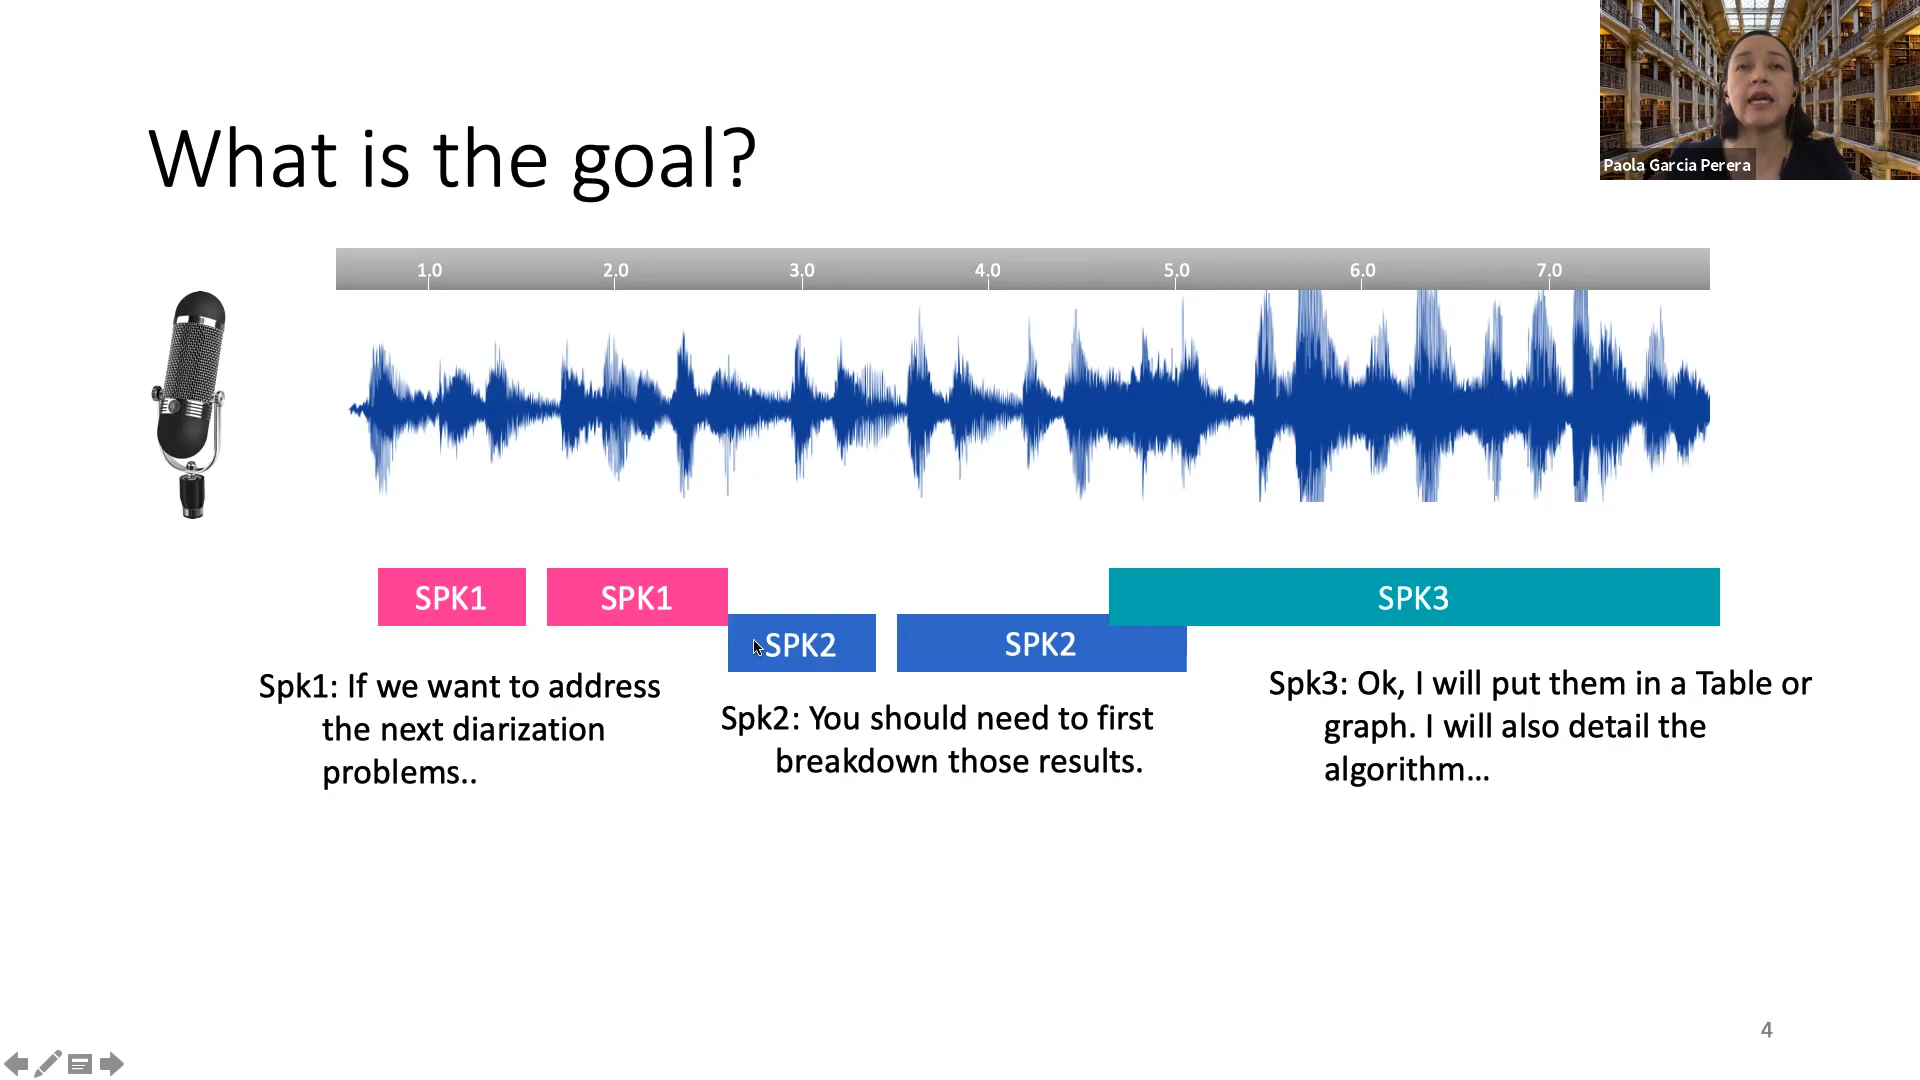 What is the goal?
Paola Garcia Perera
1.0 2.0 3.0 4.0 5.0 6.0 7.0
SPK1 SPK1 SPK3
SPK2 SPK2
Spk1: If we want to address
the next diarization
problems..
Spk2: You should need to first
breakdown those results.
Spk3: Ok, I will put them in a Table or
graph. I will also detail the
algorithm...
4